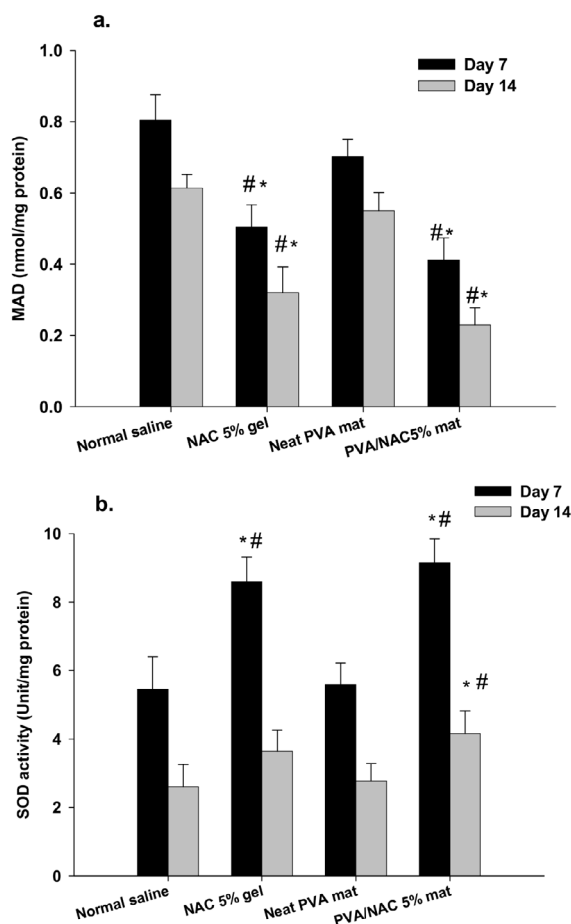 a.
Day 7
Day 14
MAD (nmol/mg protein)
1.0
0.8
0.6
0.4
0.2
0.0
#*
#*
#*
#*
Normal saline
NAC 5% gel
Neat PVA mat
PVA/NAC5% mat
b.
Day 7
Day 14
SOD activity (Unit/mg protein)
10
8
6
4
2
0
*#
*#
*#
Normal saline
NAC 5% gel
Neat PVA mat
PVA/NAC 5% mat